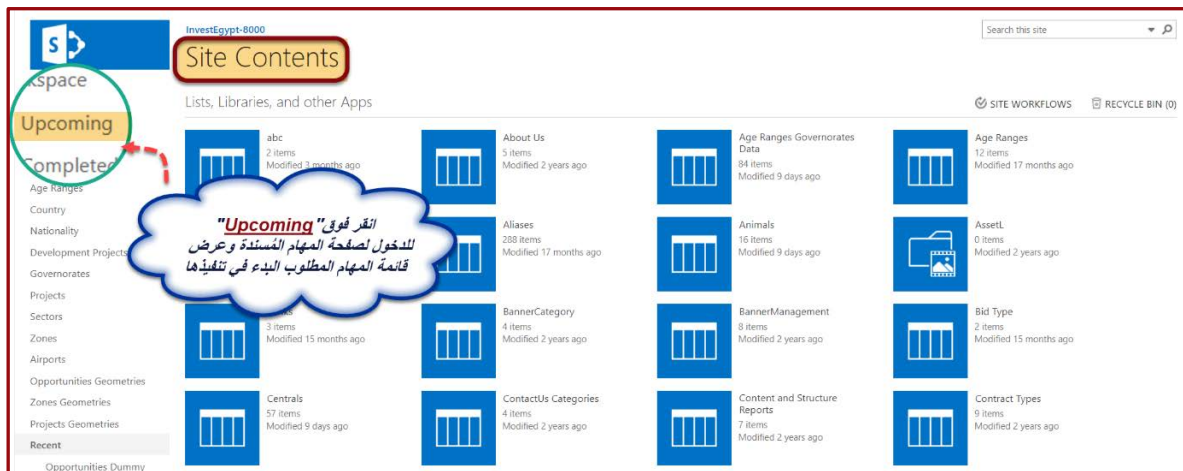 InvestEgypt-8000
Search this site
Site Contents
Lists, Libraries, and other Apps
SITE WORKFLOWS
RECYCLE BIN (0)
Upcoming
Completed
Age Ranges
Country
Nationality
Development Projects
Governorates
Projects
Sectors
Zones
Airports
Opportunities Geometries
Zones Geometries
Projects Geometries
Recent
Opportunities Dummy
انقر فوق "Upcoming"
للدخول لصفحة المهام المُسندة وعرض
قائمة المهام المطلوب البدء في تنفيذها
abc
2 items
Modified 3 months ago
About Us
5 items
Modified 2 years ago
Age Ranges Governorates
Data
84 items
Modified 9 days ago
Age Ranges
12 items
Modified 17 months ago
Aliases
288 items
Modified 17 months ago
Animals
16 items
Modified 9 days ago
AssetL
0 items
Modified 2 years ago
3 items
Modified 15 months ago
BannerCategory
4 items
Modified 2 years ago
BannerManagement
8 items
Modified 2 years ago
Bid Type
2 items
Modified 15 months ago
Centrals
57 items
Modified 9 days ago
ContactUs Categories
4 items
Modified 2 years ago
Content and Structure
Reports
7 items
Modified 2 years ago
Contract Types
9 items
Modified 2 years ago